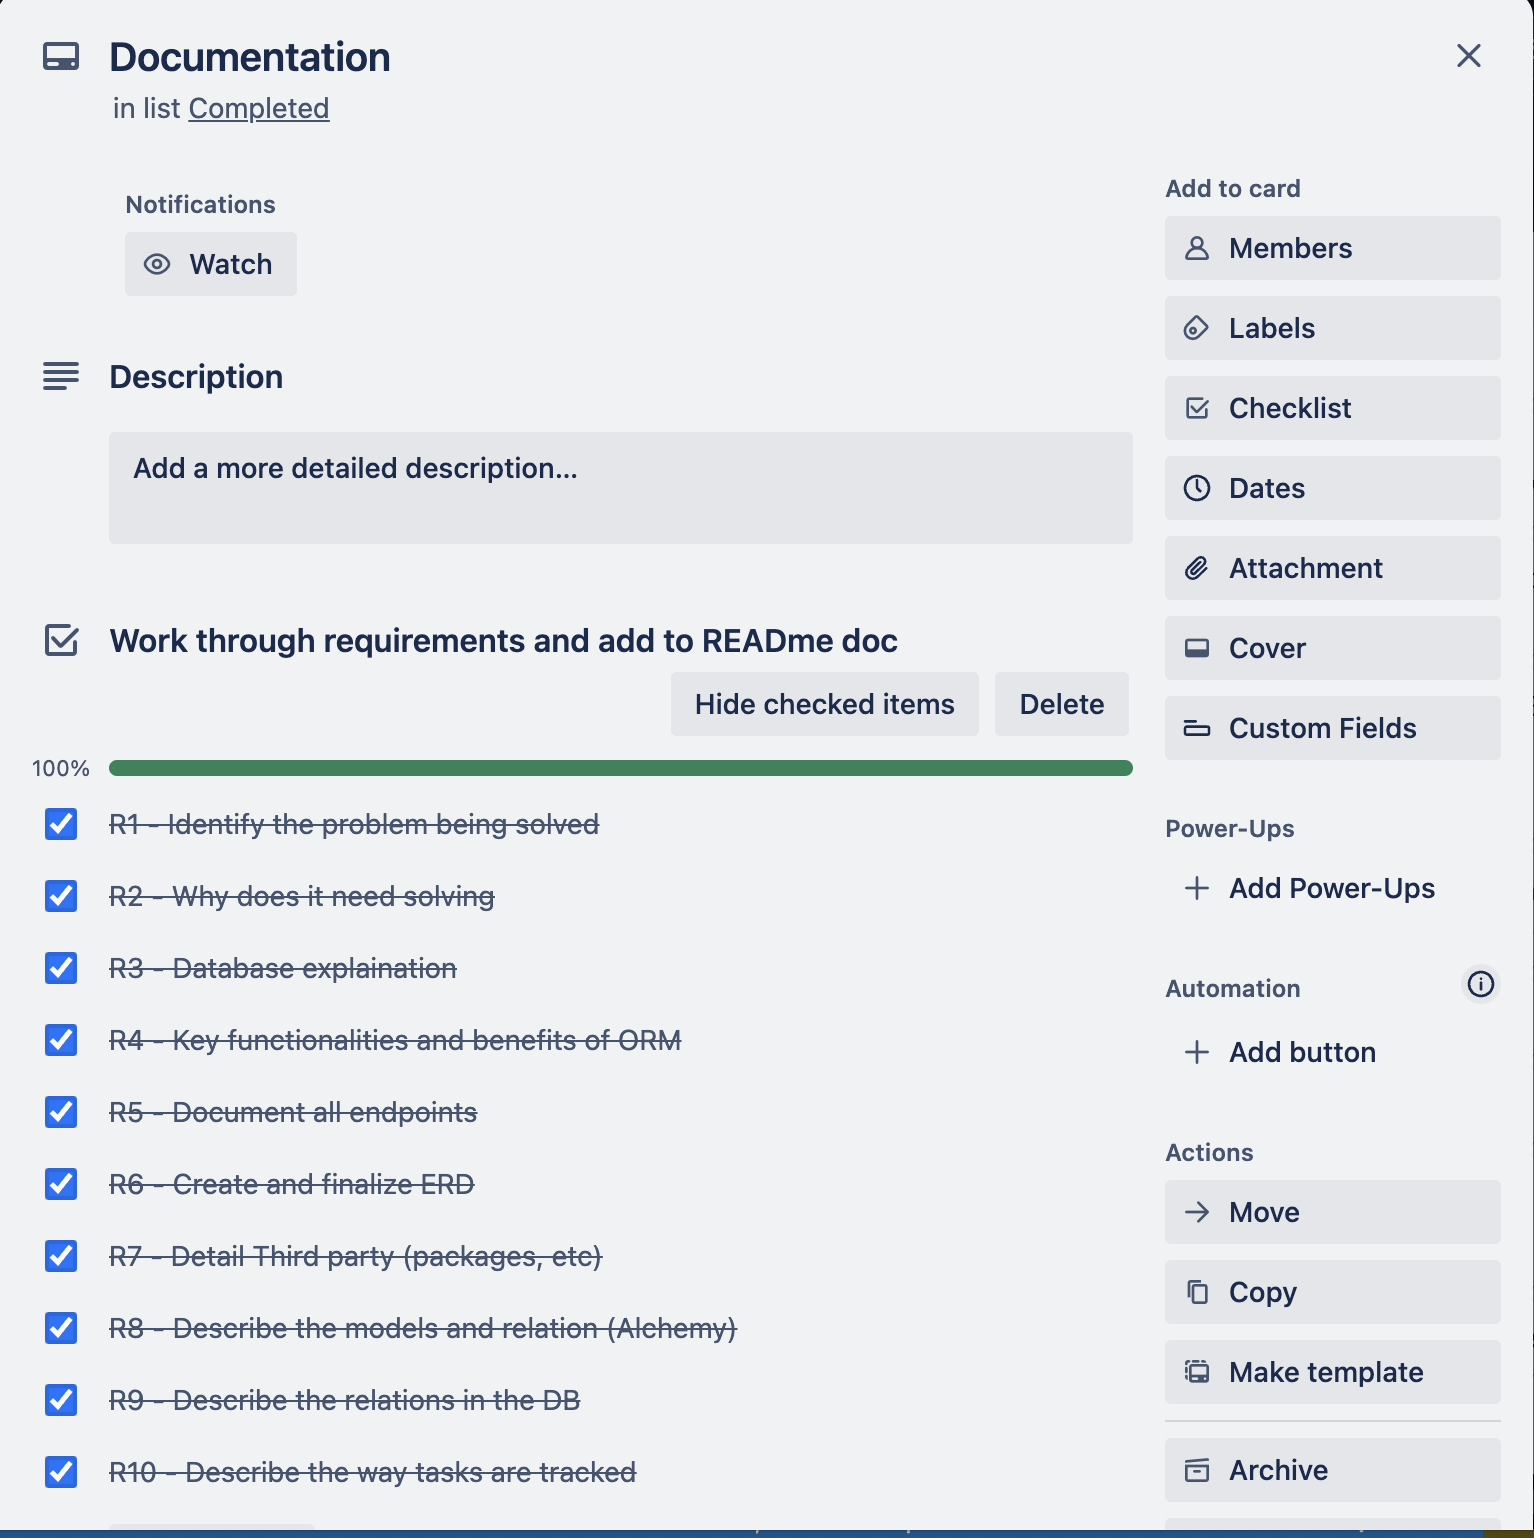 Documentation
in list Completed
Notifications
Watch
Description
Add a more detailed description...
Work through requirements and add to READme doc
Hide checked items
Delete
100%
R1 - Identify the problem being solved
R2 - Why does it need solving
R3 - Database explaination
R4 - Key functionalities and benefits of ORM
R5 - Document all endpoints
R6 - Create and finalize ERD
R7 - Detail Third party (packages, etc)
R8 - Describe the models and relation (Alchemy)
R9 - Describe the relations in the DB
R10 - Describe the way tasks are tracked
Add to card
Members
Labels
Checklist
Dates
Attachment
Cover
Custom Fields
Power-Ups
Add Power-Ups
Automation
Add button
Actions
Move
Copy
Make template
Archive